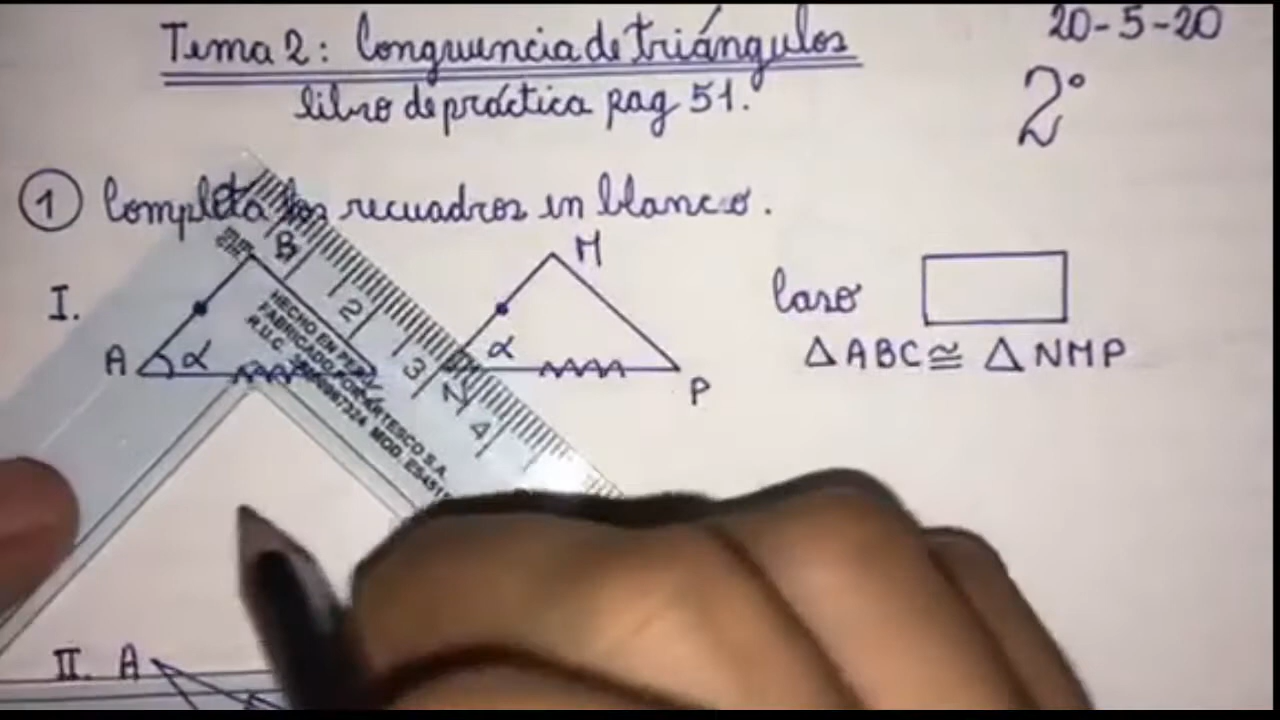 Tema 2: Congruencia de triángulos
20-5-20
libro de práctica pag 51.
2°
1 Completa los recuadros en blanco.
I.
B
M
A
α
α
P
Caso
△ABC ≅ △NMP
1 2 3 4
HECHO EN PERÚ
FABRICADO POR ARTESCO S.A.
R.U.C.
II. A